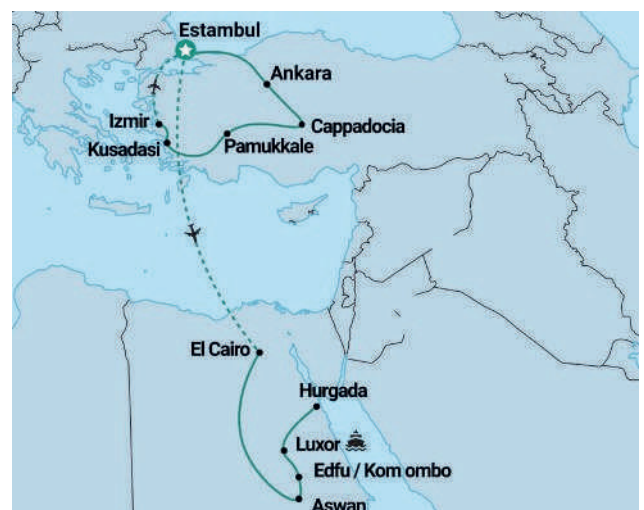 Estambul
Ankara
Izmir
Cappadocia
Kusadasi
Pamukkale
El Cairo
Hurgada
Luxor
Edfu / Kom ombo
Aswan